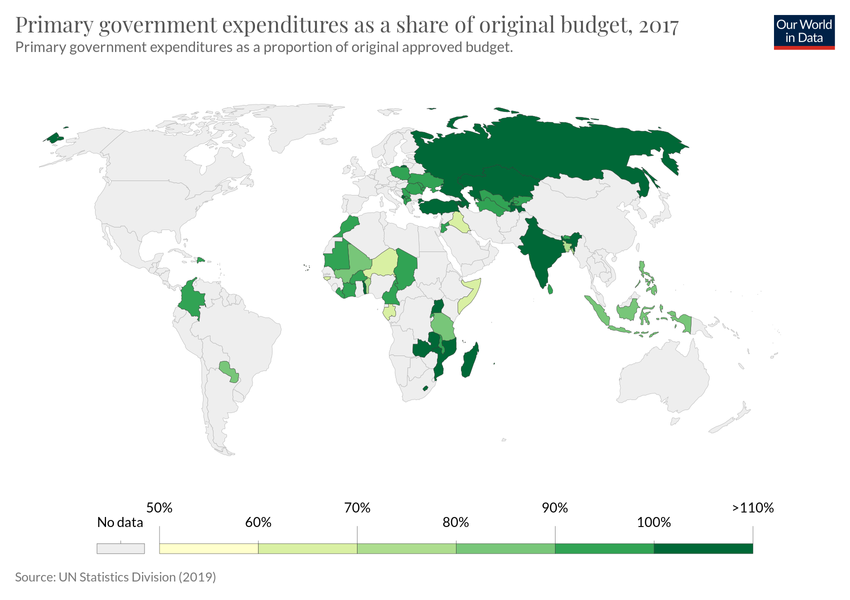 Primary government expenditures as a share of original budget, 2017
Primary government expenditures as a proportion of original approved budget.
Our World
in Data
No data
50%
60%
70%
80%
90%
100%
>110%
Source: UN Statistics Division (2019)